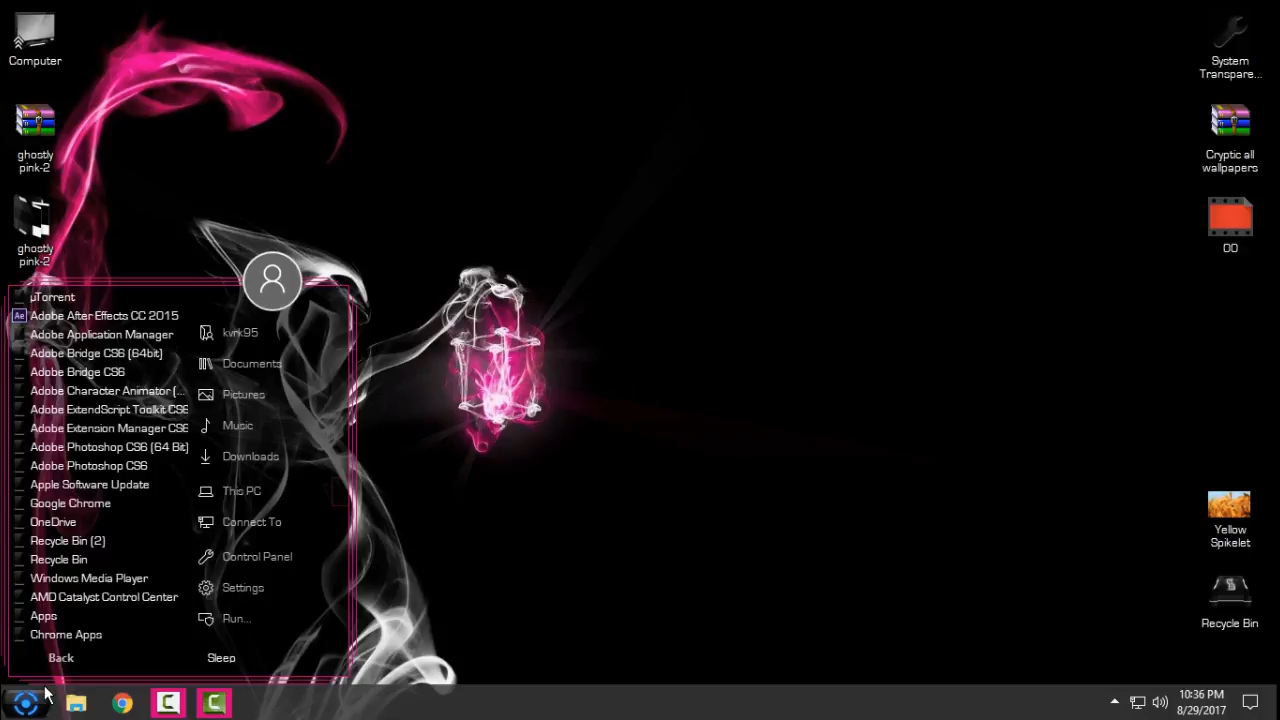 Computer
ghostly
pink-2
ghostly
pink-2
System
Transpare...
Cryptic all
wallpapers
OO
Yellow
Spikelet
Recycle Bin
µTorrent
Ae
Adobe After Effects CC 2015
Adobe Application Manager
Adobe Bridge CS6 (64bit)
Adobe Bridge CS6
Adobe Character Animator (...
Adobe ExtendScript Toolkit CS6
Adobe Extension Manager CS6
Adobe Photoshop CS6 (64 Bit)
Adobe Photoshop CS6
Apple Software Update
Google Chrome
OneDrive
Recycle Bin (2)
Recycle Bin
Windows Media Player
AMD Catalyst Control Center
Apps
Chrome Apps
Back
kvrk95
Documents
Pictures
Music
Downloads
This PC
Connect To
Control Panel
Settings
Run...
Sleep
10:36 PM
8/29/2017